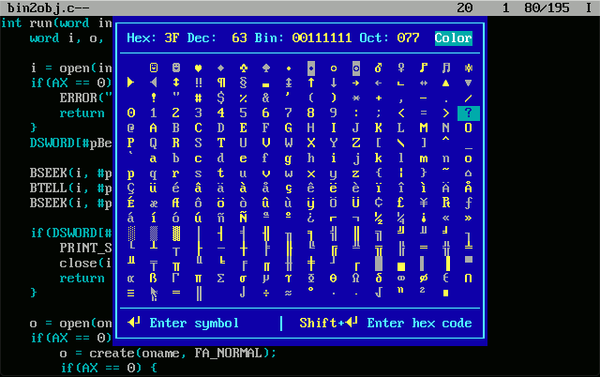 bin2obj.c-- 20 1 80/195 I
int run(word in
word i, o,
i = open(in
if(AX == 0)
ERROR("
return
}
DSWORD[#pBe
BSEEK(i, #p
BTELL(i, #p
BSEEK(i, #p
if(DSWORD[#
PRINT_S
close(i
return
}
o = open(on
if(AX == 0)
o = create(oname, FA_NORMAL);
if(AX == 0) {
Hex: 3F Dec: 63 Bin: 00111111 Oct: 077 Color
☺ ☻ ♥ ♦ ♣ ♠ • ◘ ○ ◙ ♂ ♀ ♪ ♫ ☼
► ◄ ↕ ‼ ¶ § ▬ ↨ ↑ ↓ → ← ∟ ↔ ▲ ▼
! " # $ % & ' ( ) * + , - . /
0 1 2 3 4 5 6 7 8 9 : ; < = > ?
@ A B C D E F G H I J K L M N O
P Q R S T U V W X Y Z [ \ ] ^ _
` a b c d e f g h i j k l m n o
p q r s t u v w x y z { | } ~ ⌂
Ç ü é â ä à å ç ê ë è ï î ì Ä Å
É æ Æ ô ö ò û ù ÿ Ö Ü ¢ £ ¥ ₧ ƒ
á í ó ú ñ Ñ ª º ¿ ⌐ ¬ ½ ¼ ¡ « »
░ ▒ ▓ │ ┤ ╡ ╢ ╖ ╕ ╣ ║ ╗ ╝ ╜ ╛ ┐
└ ┴ ┬ ├ ─ ┼ ╞ ╟ ╚ ╔ ╩ ╦ ╠ ═ ╬ ╧
╨ ╤ ╥ ╙ ╘ ╒ ╓ ╫ ╪ ┘ ┌ █ ▄ ▌ ▐ ▀
α ß Γ π Σ σ µ τ Φ Θ Ω δ ∞ φ ε ∩
≡ ≥ ⌠ ⌡ ÷ ≈ ° ∙ · √ ⁿ ² ■
Enter symbol | Shift+ Enter hex code